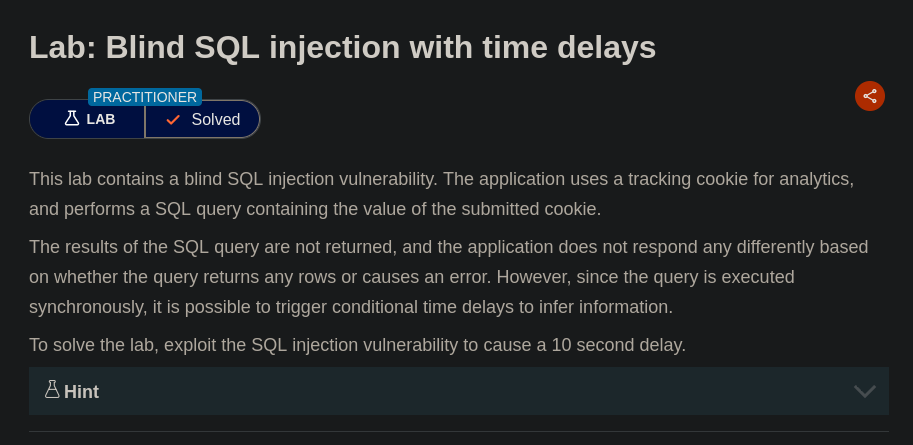 Lab: Blind SQL injection with time delays
PRACTITIONER
LAB
Solved
This lab contains a blind SQL injection vulnerability. The application uses a tracking cookie for analytics,
and performs a SQL query containing the value of the submitted cookie.
The results of the SQL query are not returned, and the application does not respond any differently based
on whether the query returns any rows or causes an error. However, since the query is executed
synchronously, it is possible to trigger conditional time delays to infer information.
To solve the lab, exploit the SQL injection vulnerability to cause a 10 second delay.
Hint